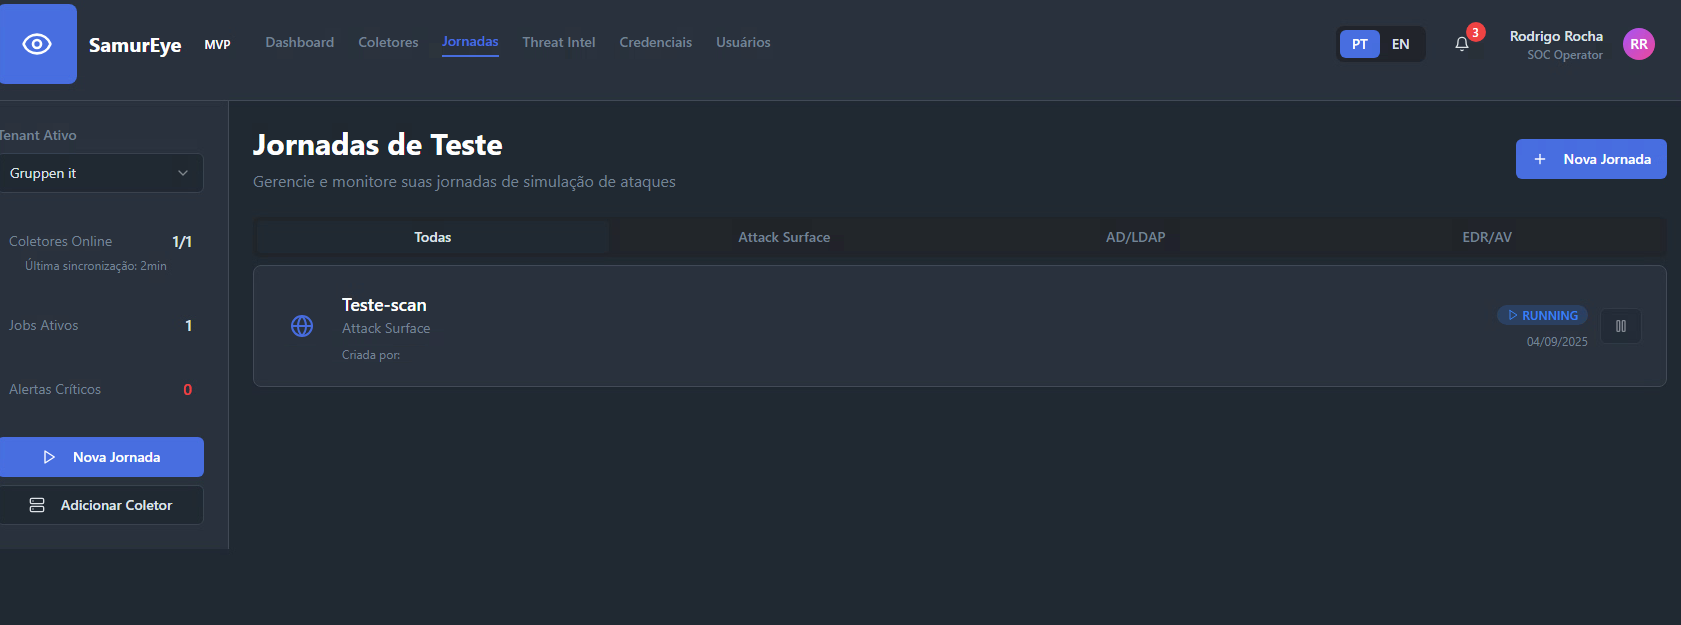 SamurEye MVP Dashboard Coletores Jornadas Threat Intel Credenciais Usuários PT EN 3 Rodrigo Rocha RR
SOC Operator
Tenant Ativo
Gruppen it
Coletores Online 1/1
Última sincronização: 2min
Jobs Ativos 1
Alertas Críticos 0
Nova Jornada
Adicionar Coletor
Jornadas de Teste
Gerencie e monitore suas jornadas de simulação de ataques
Nova Jornada
Todas Attack Surface AD/LDAP EDR/AV
Teste-scan
Attack Surface
Criada por:
RUNNING
04/09/2025